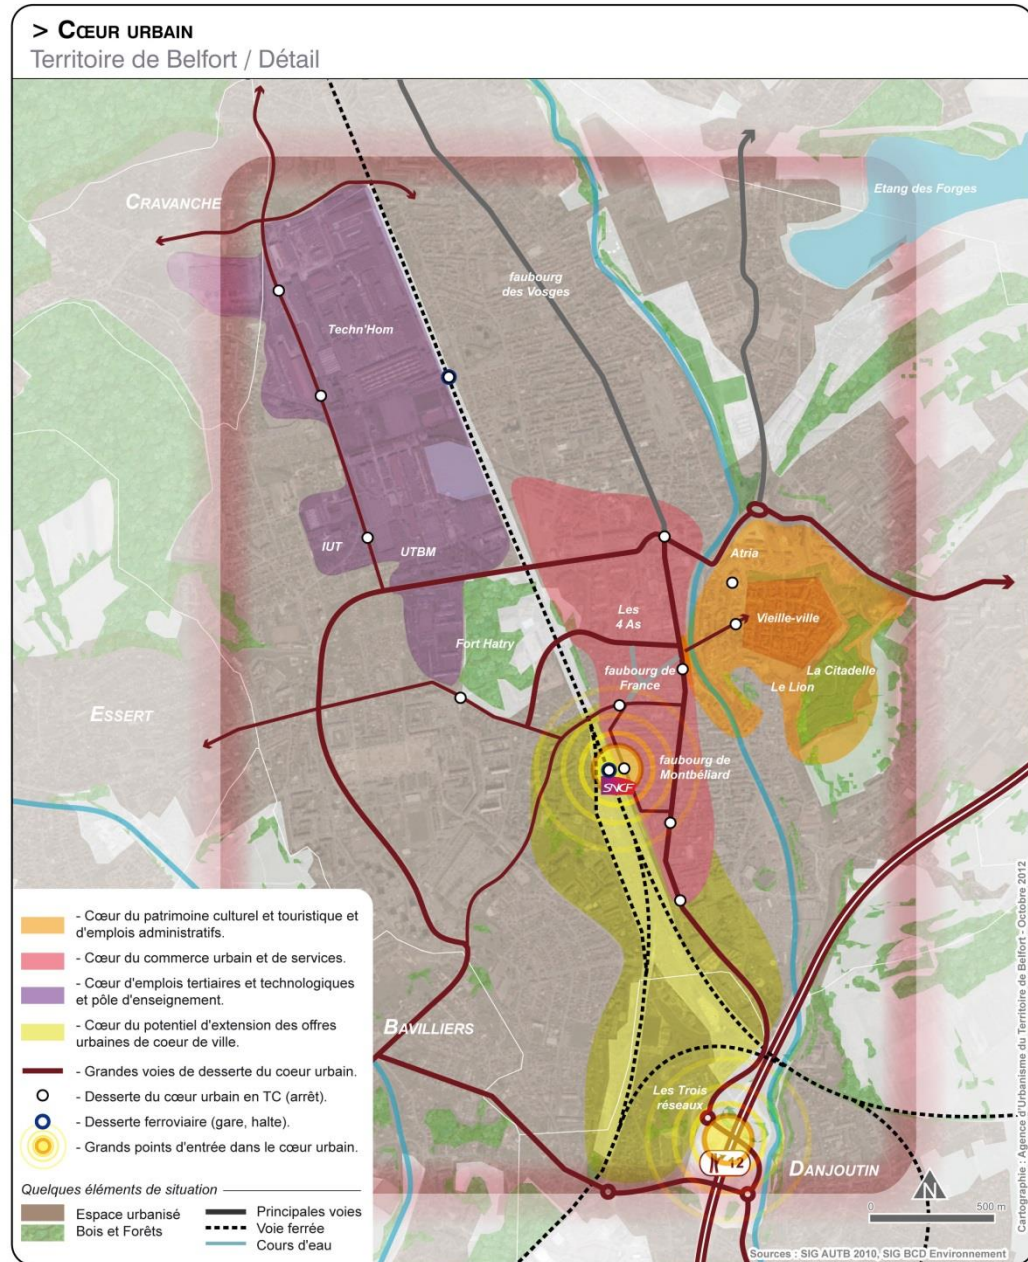 > CŒUR URBAIN
Territoire de Belfort / Détail
CRAVANCHE
Etang des Forges
faubourg
des Vosges
Techn'Hom
IUT
UTBM
Atria
Les
4 As
Vieille-ville
Fort Hatry
La Citadelle
faubourg de
France
Le Lion
ESSERT
faubourg de
Montbéliard
SNCF
- Cœur du patrimoine culturel et touristique et
d'emplois administratifs.
- Cœur du commerce urbain et de services.
- Cœur d'emplois tertiaires et technologiques
et pôle d'enseignement.
- Cœur du potentiel d'extension des offres
urbaines de coeur de ville.
- Grandes voies de desserte du coeur urbain.
- Desserte du cœur urbain en TC (arrêt).
- Desserte ferroviaire (gare, halte).
- Grands points d'entrée dans le cœur urbain.
Quelques éléments de situation
Espace urbanisé
Bois et Forêts
Principales voies
Voie ferrée
Cours d'eau
BAVILLIERS
Les Trois
réseaux
12
DANJOUTIN
N
0 500 m
Sources : SIG AUTB 2010, SIG BCD Environnement
Cartographie : Agence d'Urbanisme du Territoire de Belfort - Octobre 2012